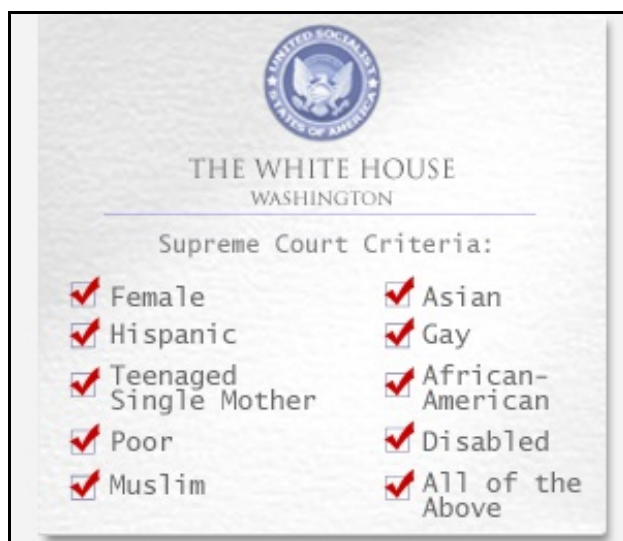 UNITED SOCIALIST
STATES OF AMERICA
THE WHITE HOUSE
WASHINGTON
Supreme Court Criteria:
Female
Hispanic
Teenaged
Single Mother
Poor
Muslim
Asian
Gay
African-
American
Disabled
All of the
Above